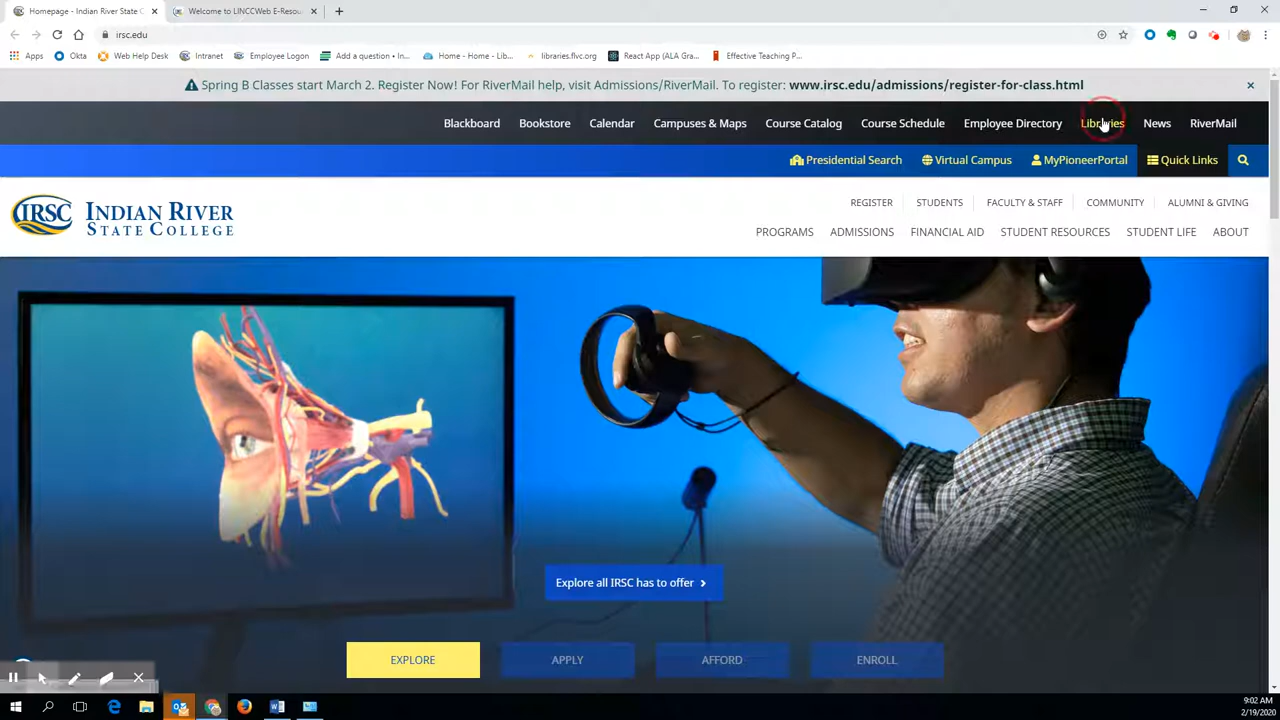 Homepage - Indian River State C
Welcome to LINCCWeb E-Resou
irsc.edu
Apps Okta Web Help Desk Intranet Employee Logon Add a question - In... Home - Home - Lib... libraries.flvc.org React App (ALA Gra... Effective Teaching P...
Spring B Classes start March 2. Register Now! For RiverMail help, visit Admissions/RiverMail. To register: www.irsc.edu/admissions/register-for-class.html
Blackboard Bookstore Calendar Campuses & Maps Course Catalog Course Schedule Employee Directory Libraries News RiverMail
Presidential Search Virtual Campus MyPioneerPortal Quick Links
IRSC INDIAN RIVER
STATE COLLEGE
REGISTER STUDENTS FACULTY & STAFF COMMUNITY ALUMNI & GIVING
PROGRAMS ADMISSIONS FINANCIAL AID STUDENT RESOURCES STUDENT LIFE ABOUT
Explore all IRSC has to offer
EXPLORE APPLY AFFORD ENROLL
9:02 AM
2/19/2020